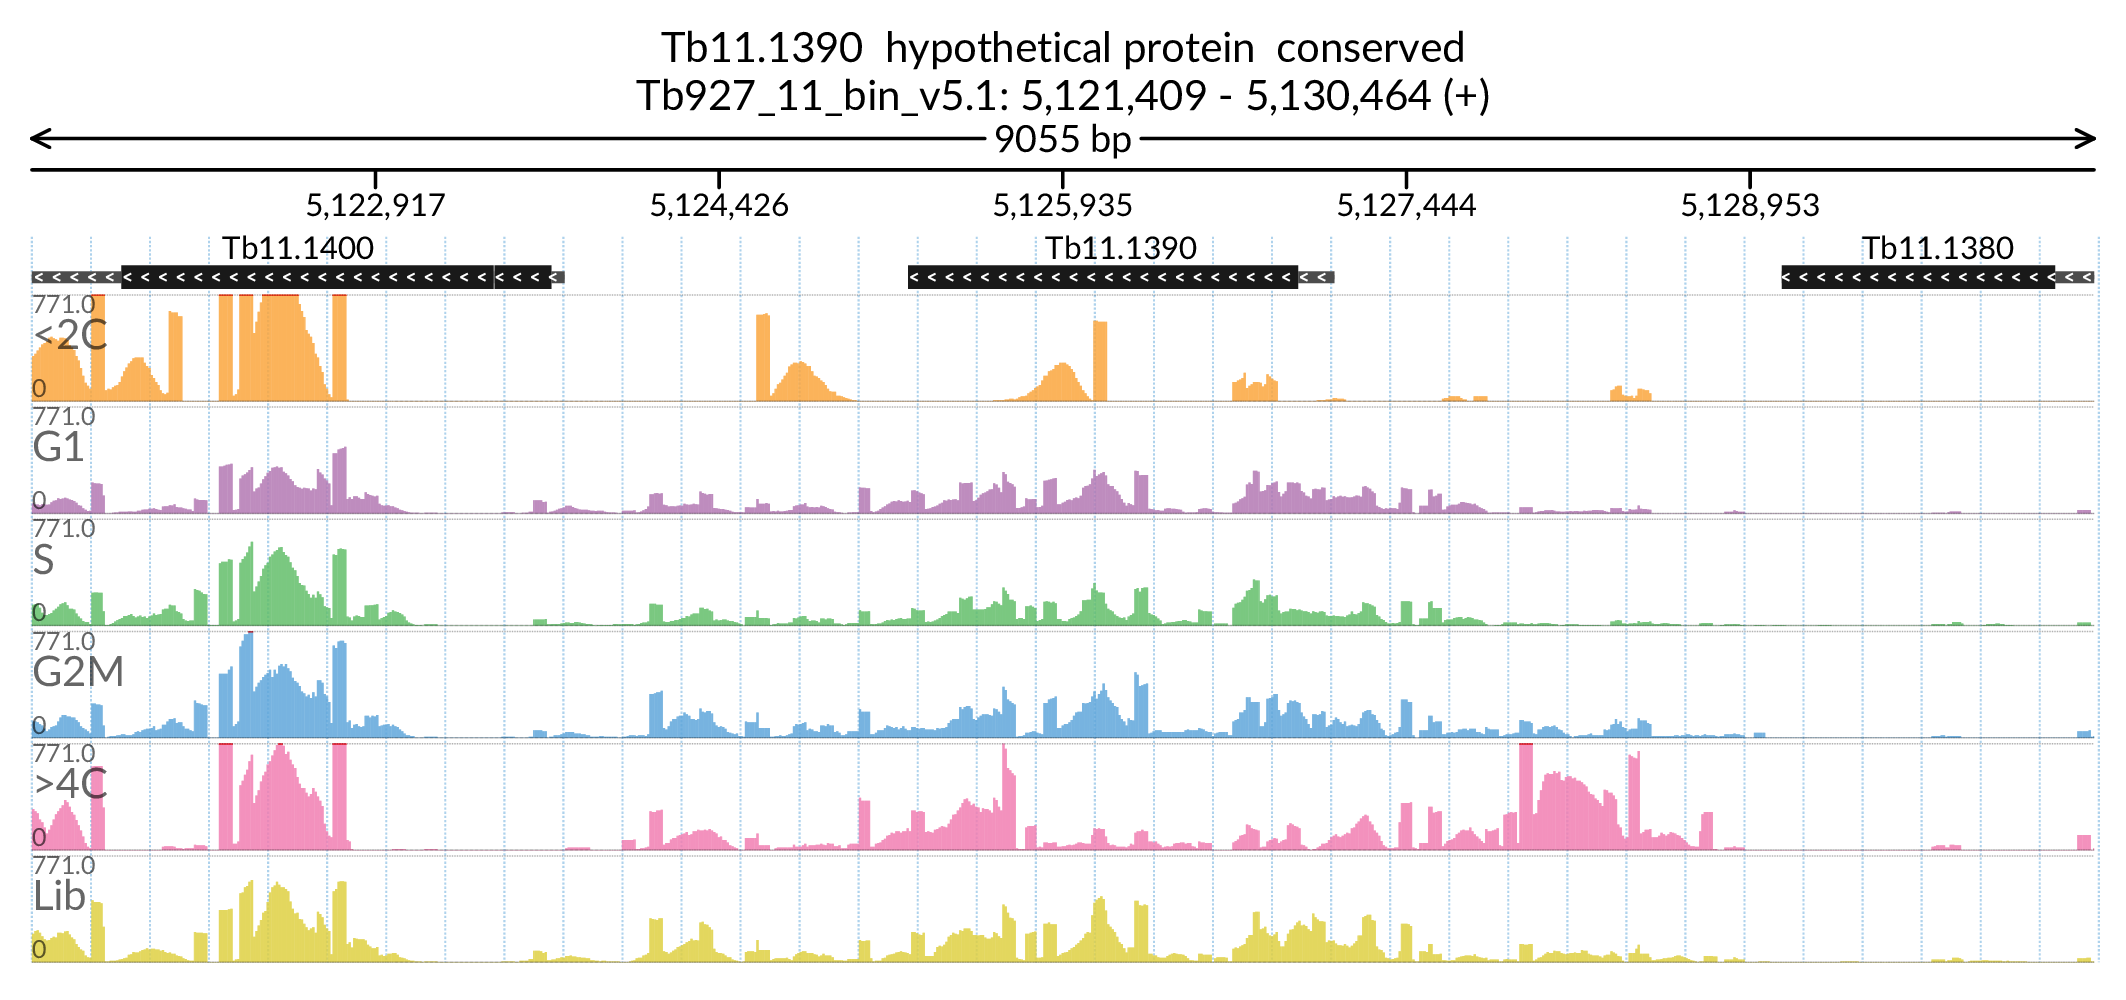 Tb11.1390 hypothetical protein conserved
Tb927_11_bin_v5.1: 5,121,409 - 5,130,464 (+)
9055 bp
5,122,917 5,124,426 5,125,935 5,127,444 5,128,953
Tb11.1400 Tb11.1390 Tb11.1380
771.0
<2C
0
771.0
G1
0
771.0
S
0
771.0
G2M
0
771.0
>4C
0
771.0
Lib
0